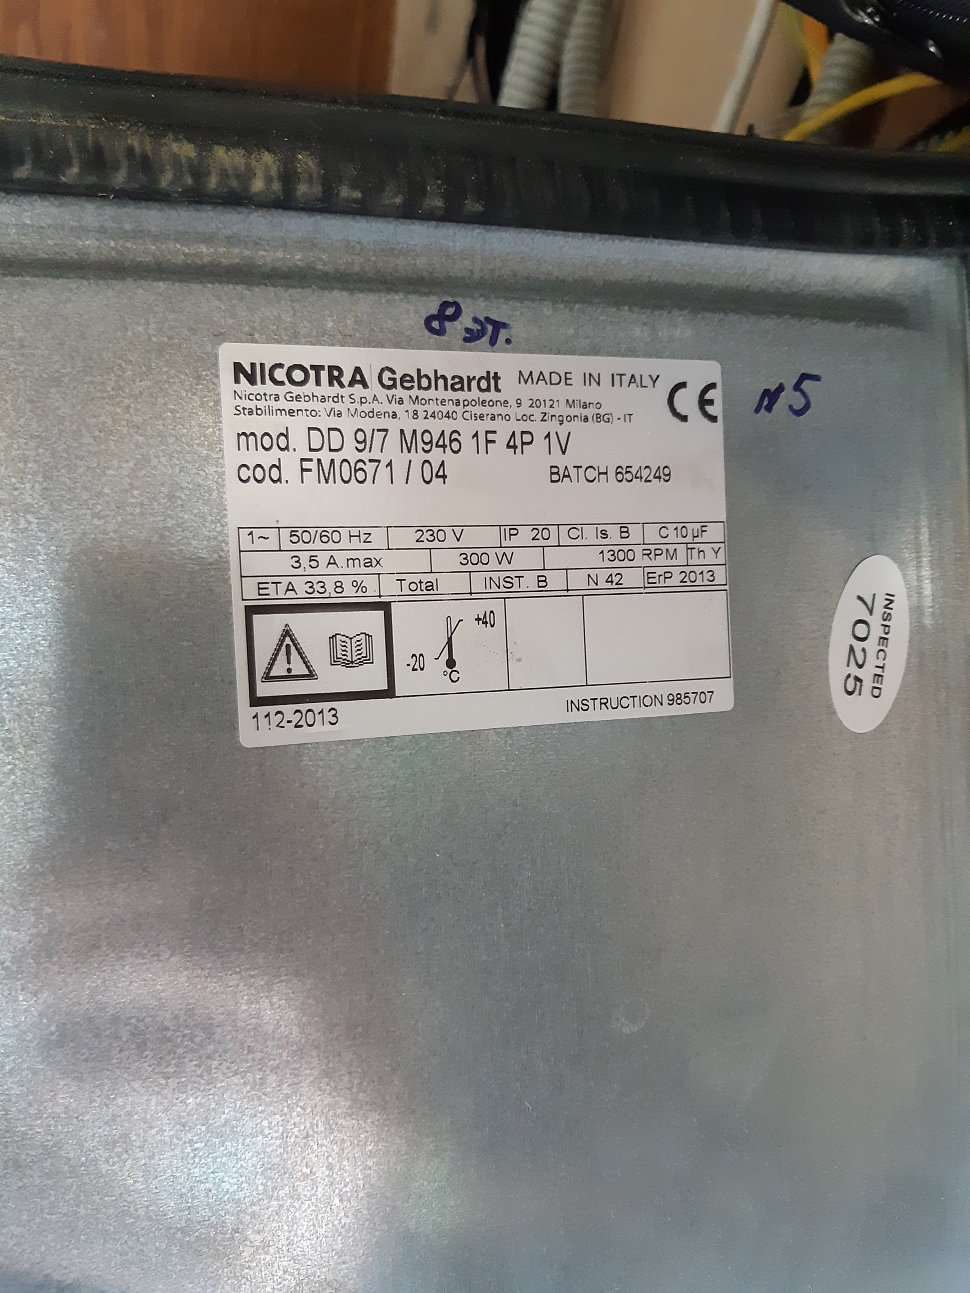 8 эт.
NICOTRA Gebhardt MADE IN ITALY
Nicotra Gebhardt S.p.A. Via Montenapoleone, 9 20121 Milano
Stabilimento: Via Modena, 18 24040 Ciserano Loc. Zingonia (BG) - IT
CE
N5
mod. DD 9/7 M946 1F 4P 1V
cod. FM0671 / 04 BATCH 654249
1~ 50/60 Hz 230 V IP 20 Cl. Is. B C 10 µF
3,5 A.max 300 W 1300 RPM Th Y
ETA 33,8 % Total INST. B N 42 ErP 2013
-20 +40
°C
112-2013 INSTRUCTION 985707
INSPECTED
7025